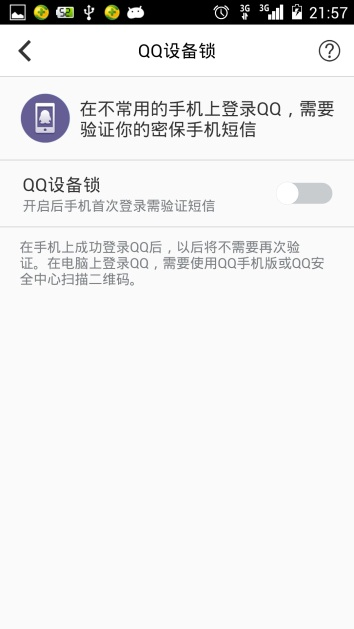 52
3G
3G
21:57
QQ设备锁
?
在不常用的手机上登录QQ，需要
验证你的密保手机短信
QQ设备锁
开启后手机首次登录需验证短信
在手机上成功登录QQ后，以后将不需要再次验
证。在电脑上登录QQ，需要使用QQ手机版或QQ安
全中心扫描二维码。